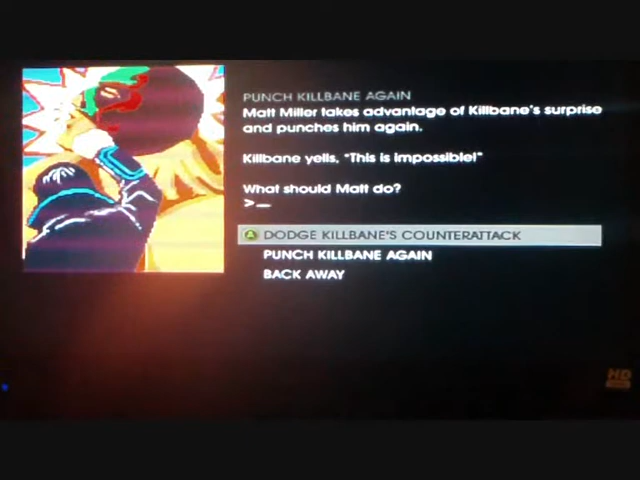 PUNCH KILLBANE AGAIN
Matt Miller takes advantage of Killbane's surprise
and punches him again.
Killbane yells, "This is impossible!"
What should Matt do?
>_
A DODGE KILLBANE'S COUNTERATTACK
PUNCH KILLBANE AGAIN
BACK AWAY
HD